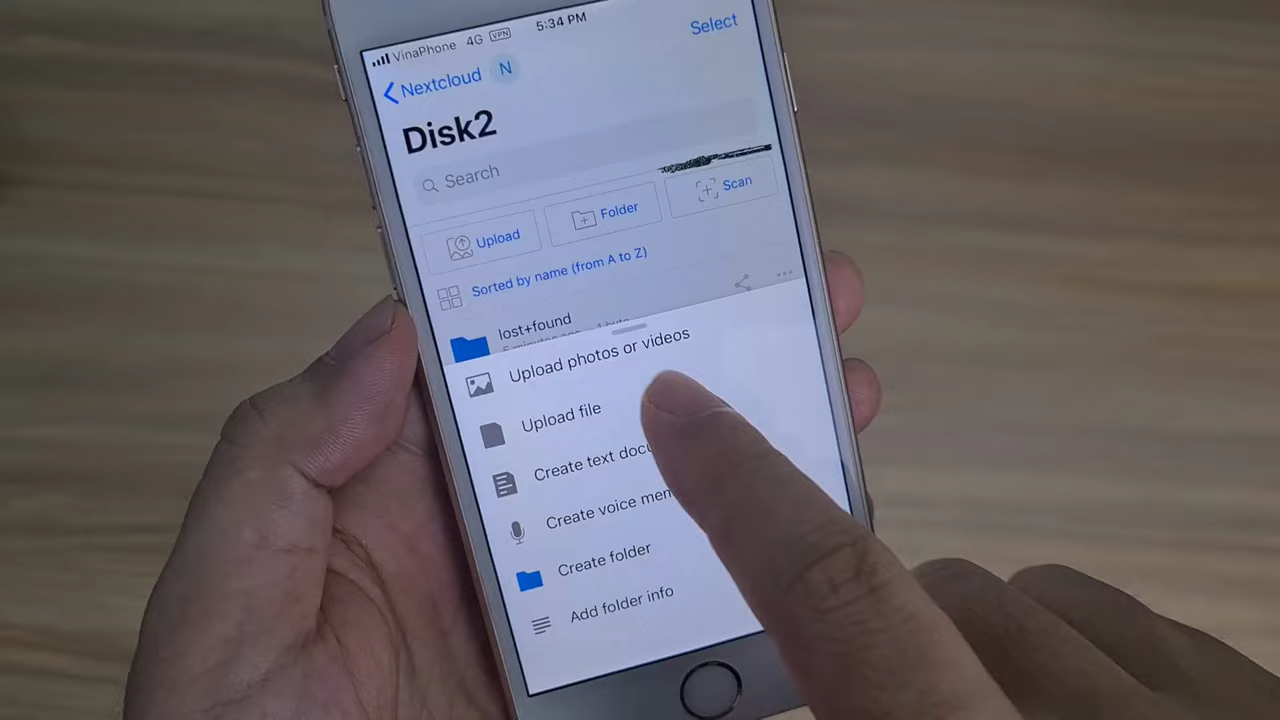 VinaPhone 4G VPN 5:34 PM
Nextcloud N Select
Disk2
Search
Upload Folder Scan
Sorted by name (from A to Z)
lost+found
Upload photos or videos
Upload file
Create text docu
Create voice mem
Create folder
Add folder info